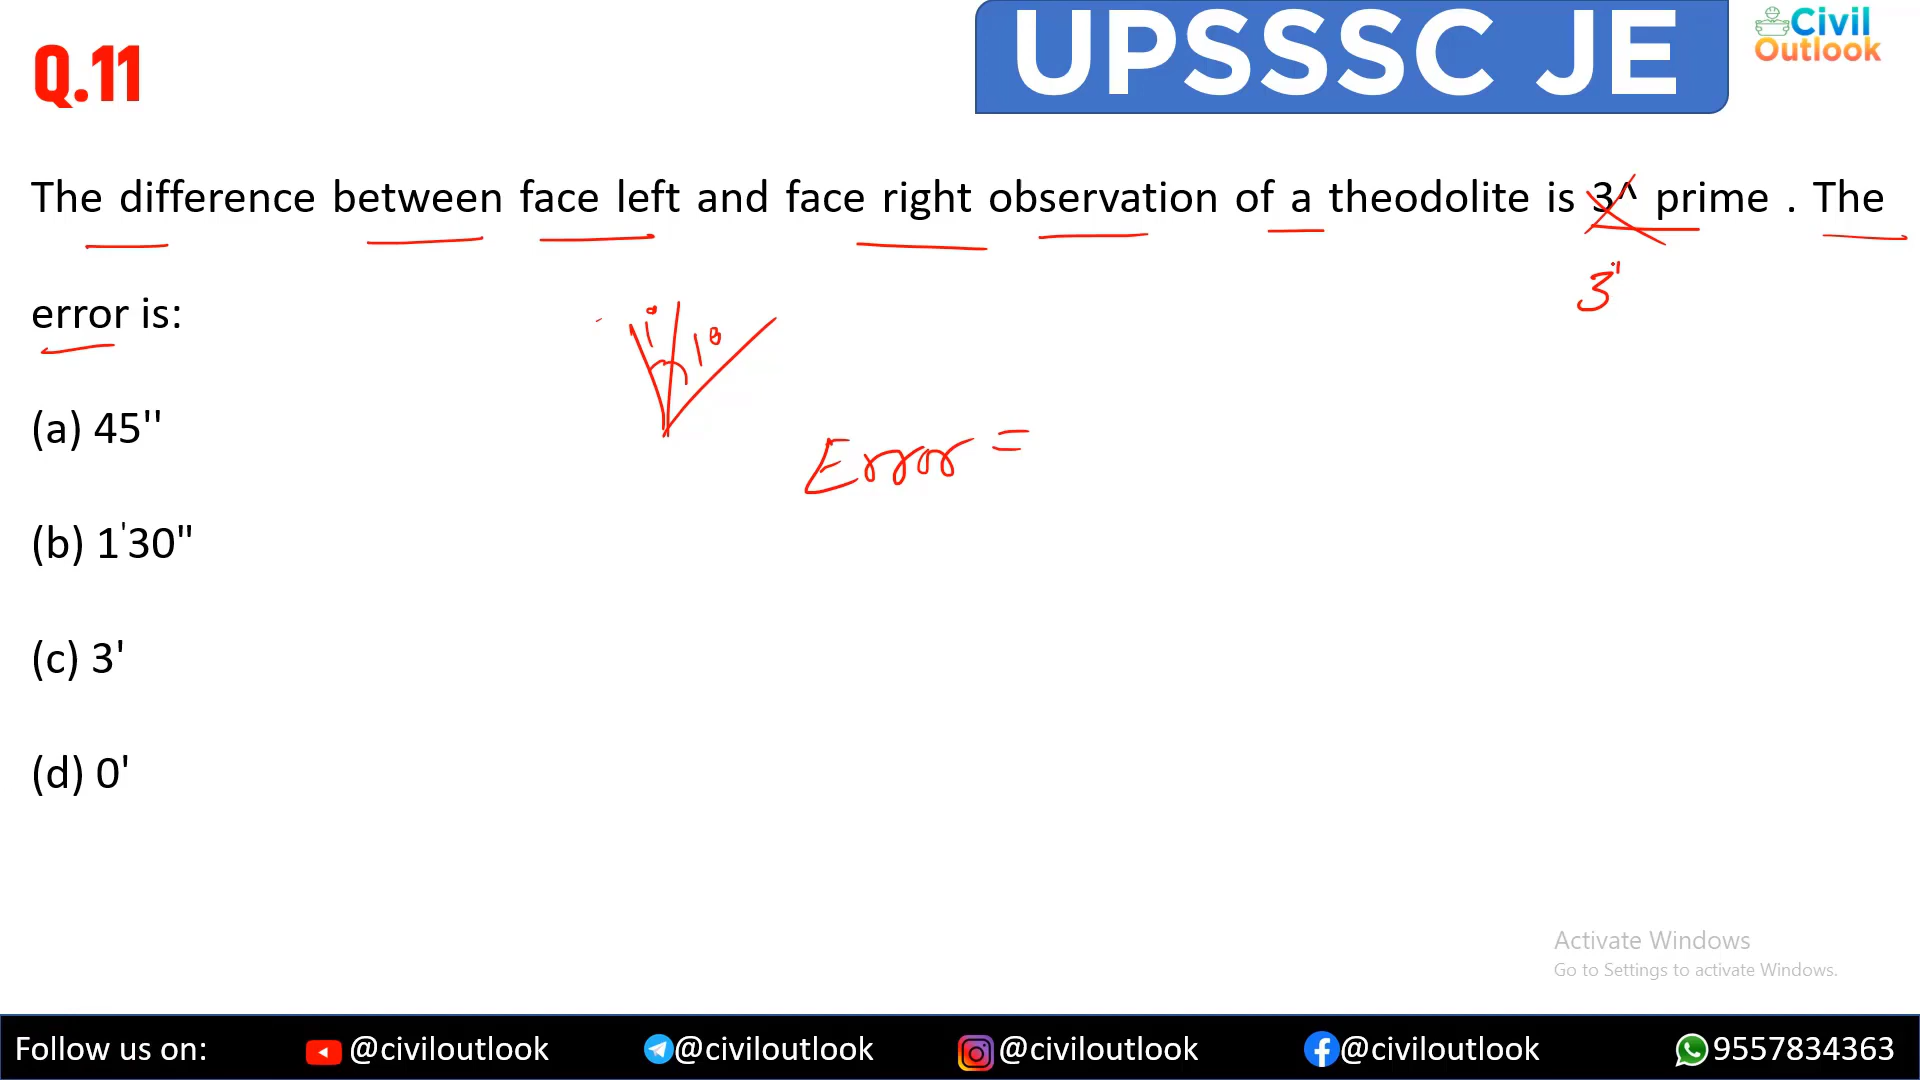 Q.11
UPSSSC JE
Civil
Outlook
The difference between face left and face right observation of a theodolite is 3^ prime . The
3'
error is:
1° 1°
Error =
(a) 45''
(b) 1'30"
(c) 3'
(d) 0'
Activate Windows
Go to Settings to activate Windows.
Follow us on: @civiloutlook @civiloutlook @civiloutlook @civiloutlook 9557834363